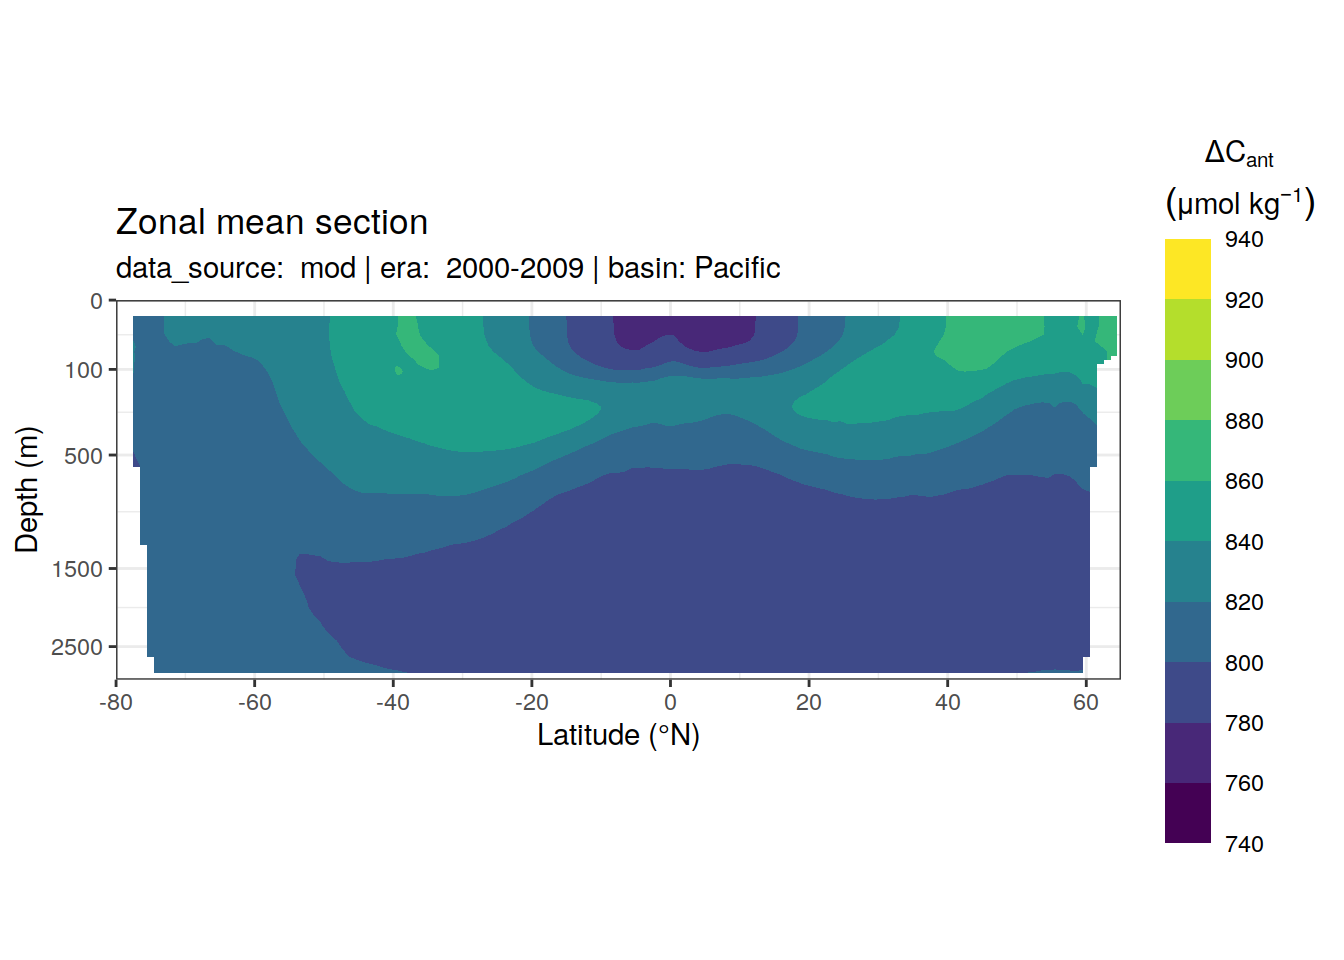 Zonal mean section
data_source:  mod | era:  2000-2009 | basin: Pacific
ΔCant
(μmol kg⁻¹)
940
920
900
880
860
840
820
800
780
760
740
Depth (m)
0
100
500
1500
2500
-80 -60 -40 -20 0 20 40 60
Latitude (°N)